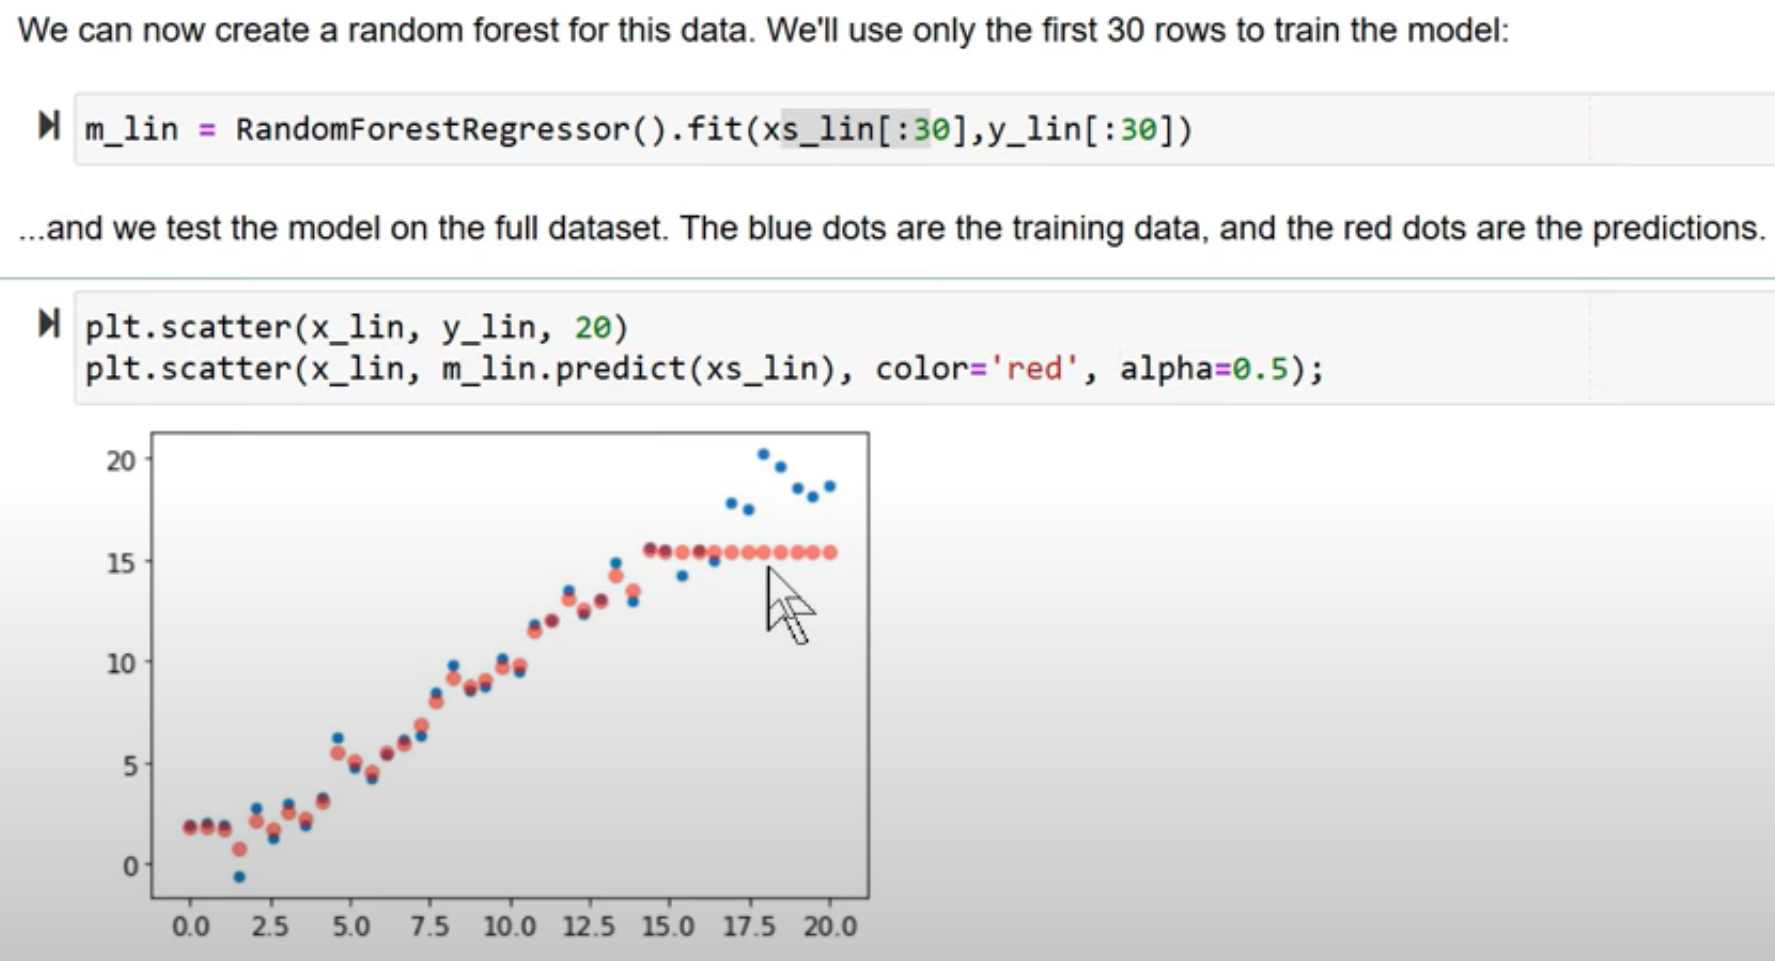 We can now create a random forest for this data. We'll use only the first 30 rows to train the model:
m_lin = RandomForestRegressor().fit(xs_lin[:30],y_lin[:30])
...and we test the model on the full dataset. The blue dots are the training data, and the red dots are the predictions.
plt.scatter(x_lin, y_lin, 20)
plt.scatter(x_lin, m_lin.predict(xs_lin), color='red', alpha=0.5);
20
15
10
5
0
0.0 2.5 5.0 7.5 10.0 12.5 15.0 17.5 20.0